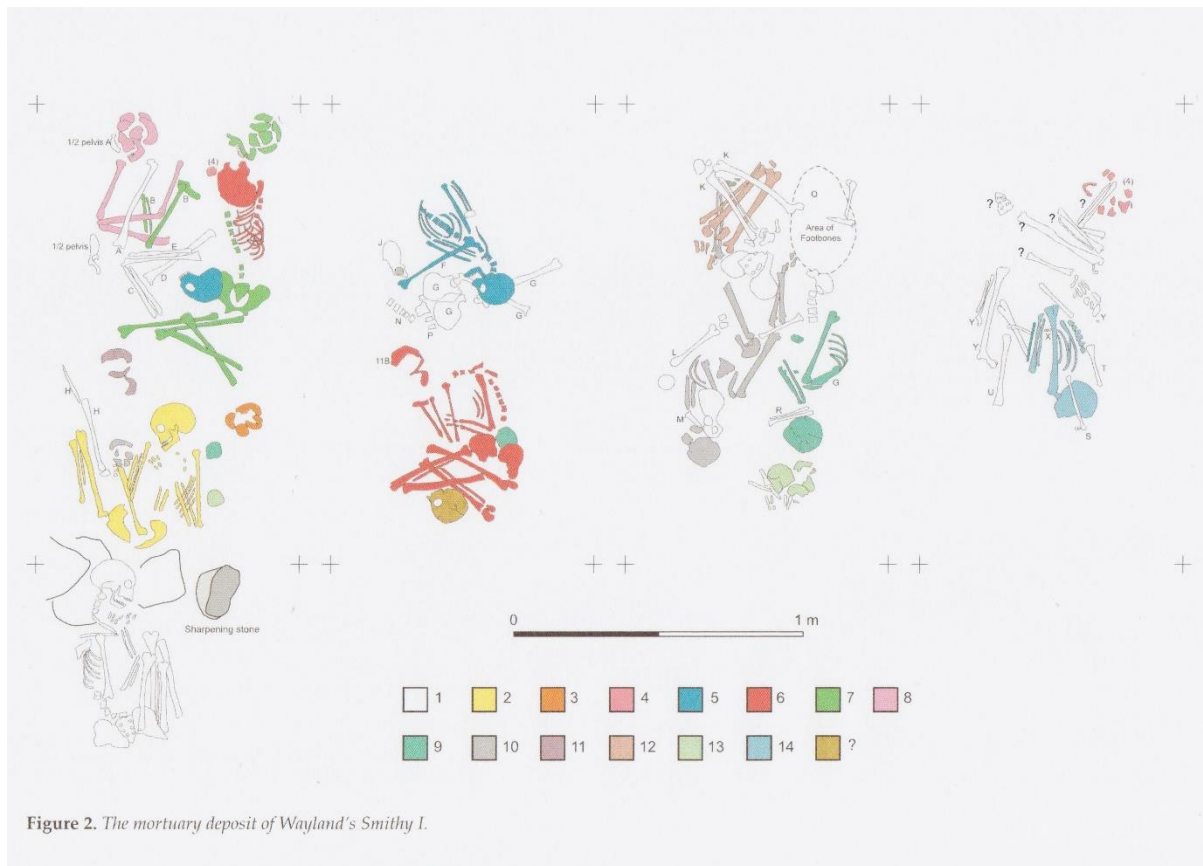 (4)
1/2 pelvis A
B
B
1/2 pelvis
A
E
D
C
H
H
Sharpening stone
J
F
G
G
G
G
N
P
11B
K
K
Q
Area of
Footbones
L
M
G
R
(4)
?
?
?
?
Y
Y
Y
X
U
T
S
0 1 m
1 2 3 4 5 6 7 8
9 10 11 12 13 14 ?
Figure 2. The mortuary deposit of Wayland's Smithy I.